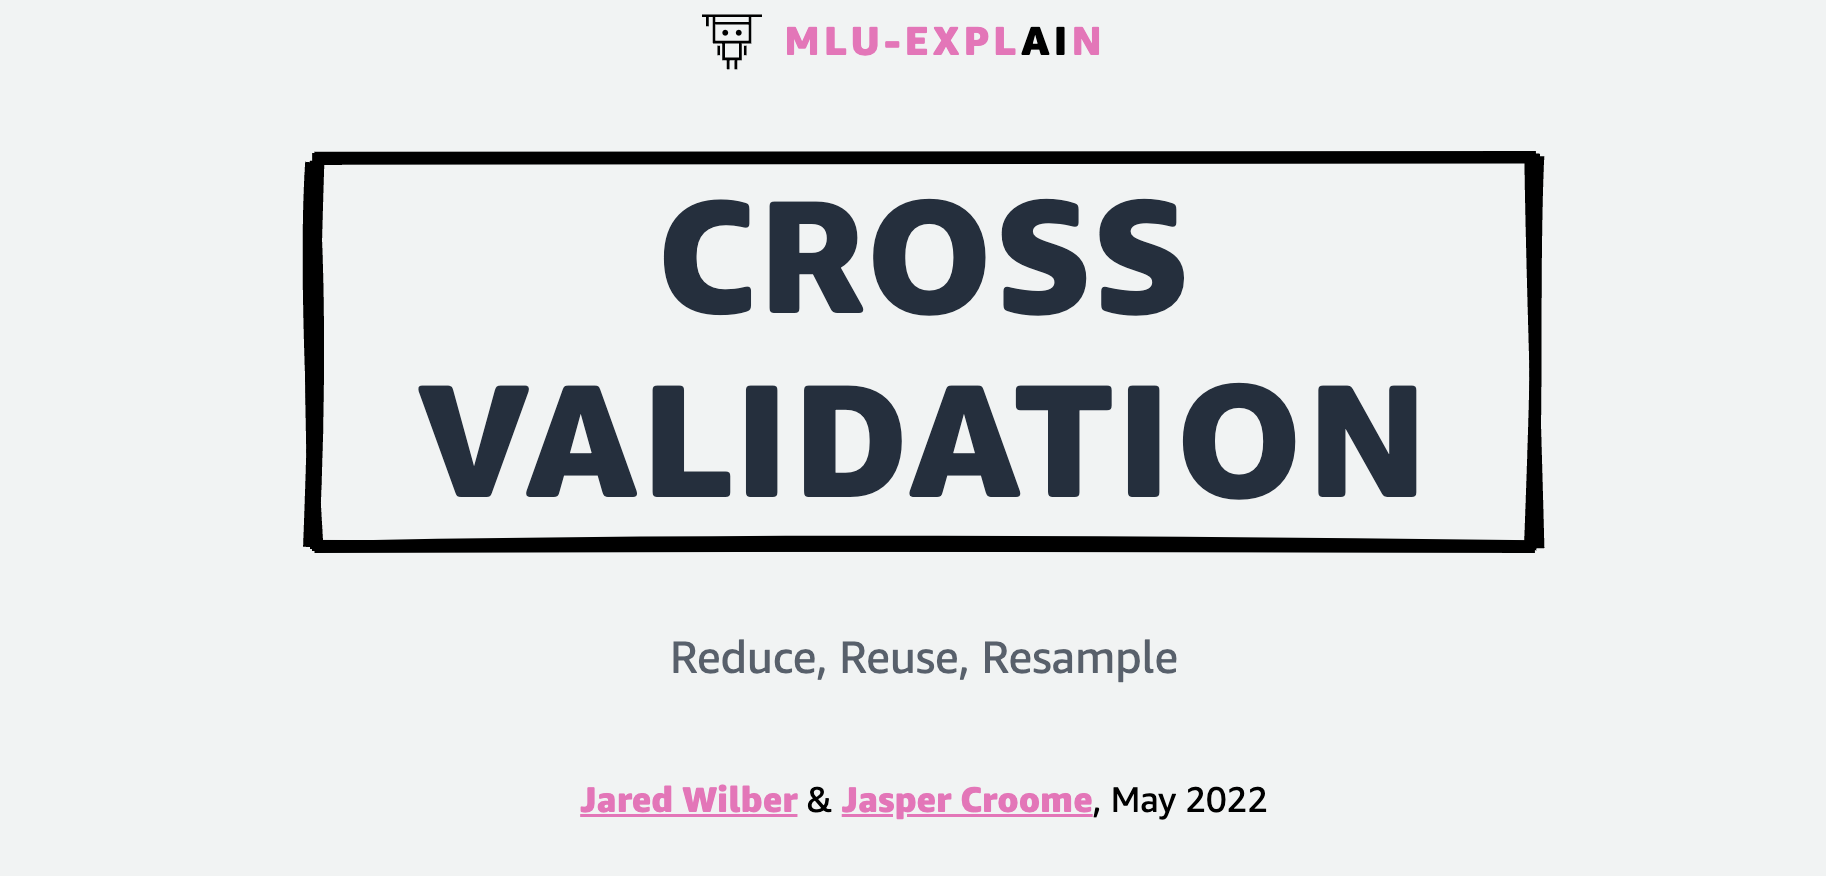 MLU-EXPLAIN
CROSS
VALIDATION
Reduce, Reuse, Resample
Jared Wilber & Jasper Croome, May 2022